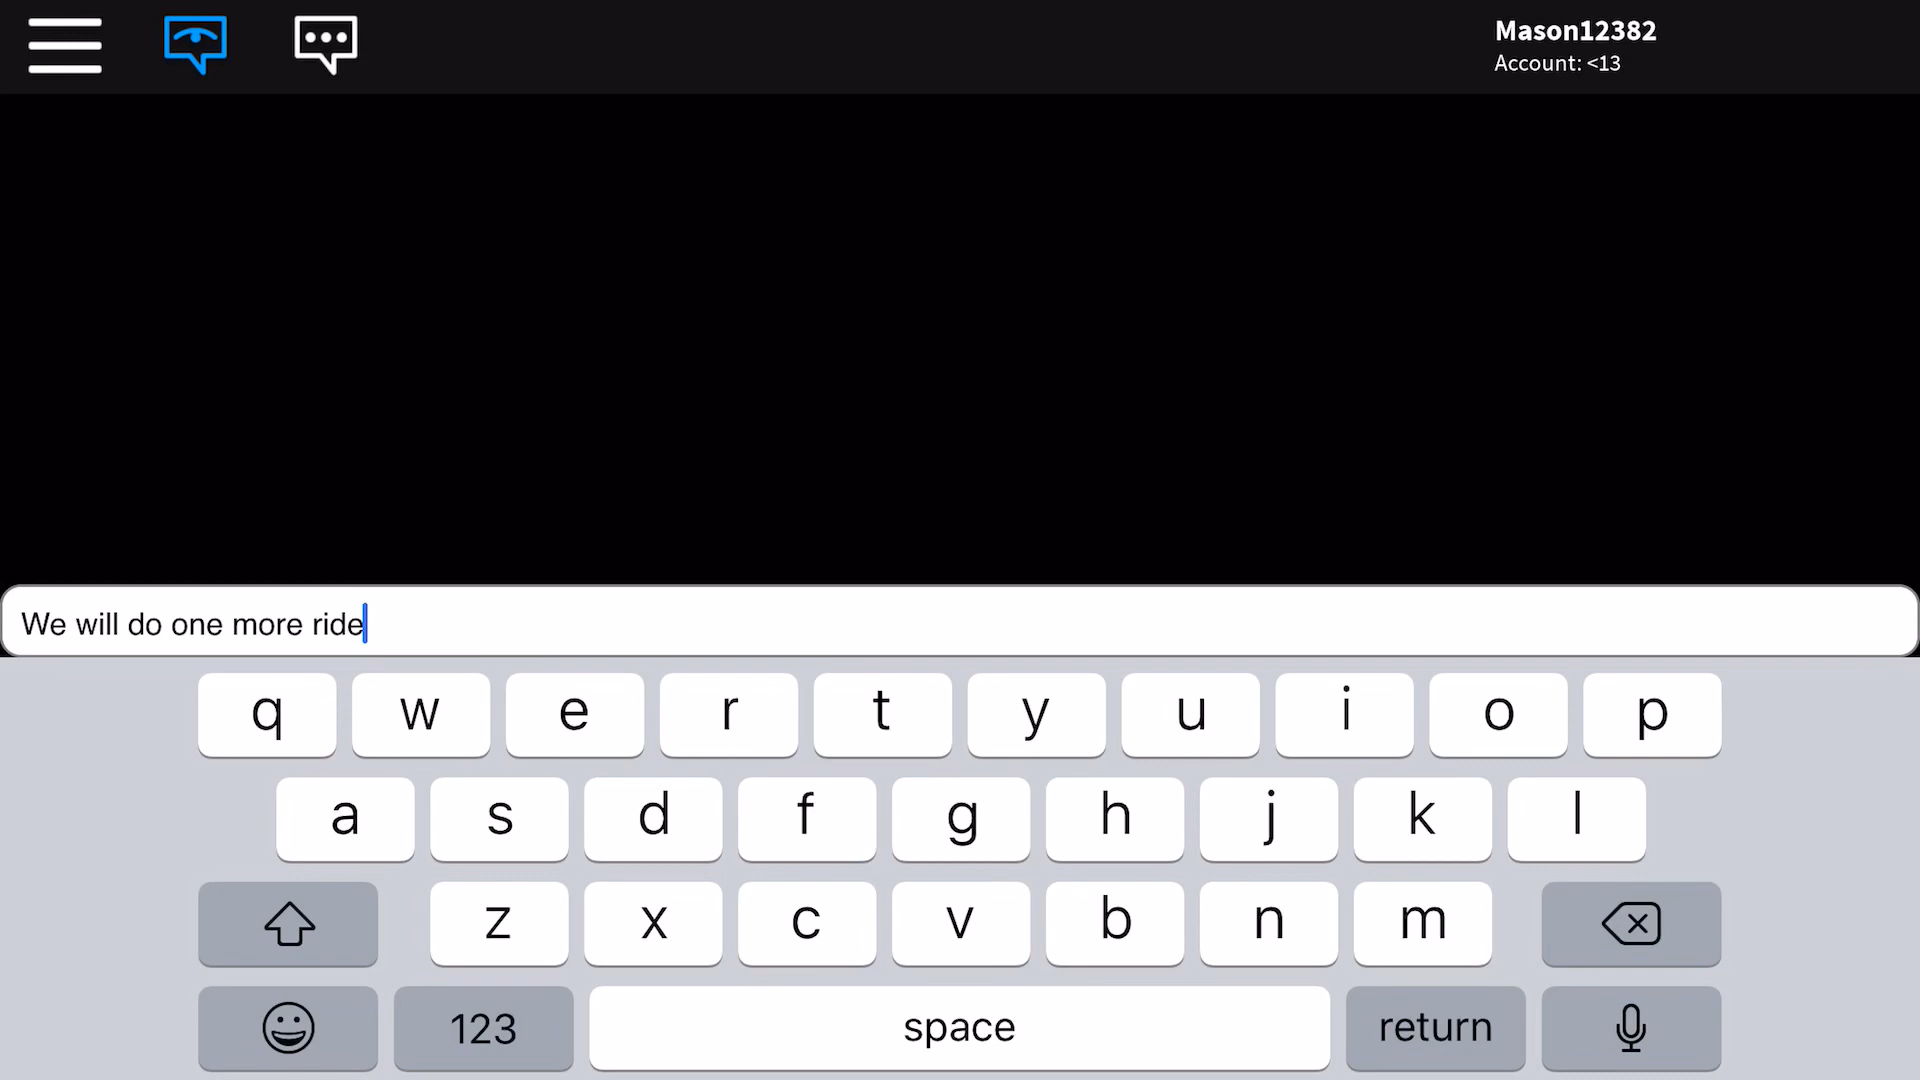 Mason12382
Account: <13
We will do one more ride
q w e r t y u i o p
a s d f g h j k l
z x c v b n m
123 space return